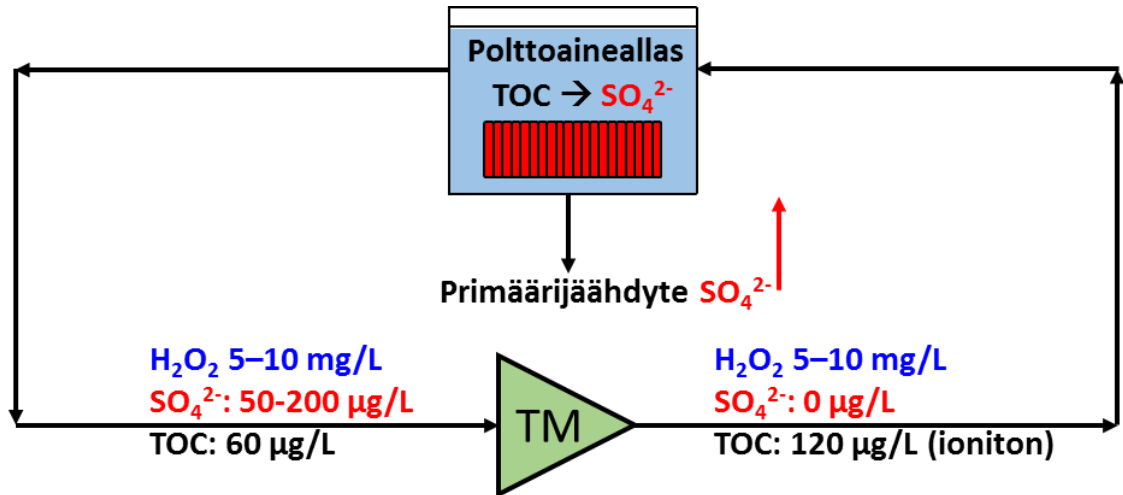 Polttoaineallas
TOC → SO₄²⁻
Primäärijäähdyte SO₄²⁻
H₂O₂ 5–10 mg/L
SO₄²⁻: 50-200 µg/L
TOC: 60 µg/L
TM
H₂O₂ 5–10 mg/L
SO₄²⁻: 0 µg/L
TOC: 120 µg/L (ioniton)